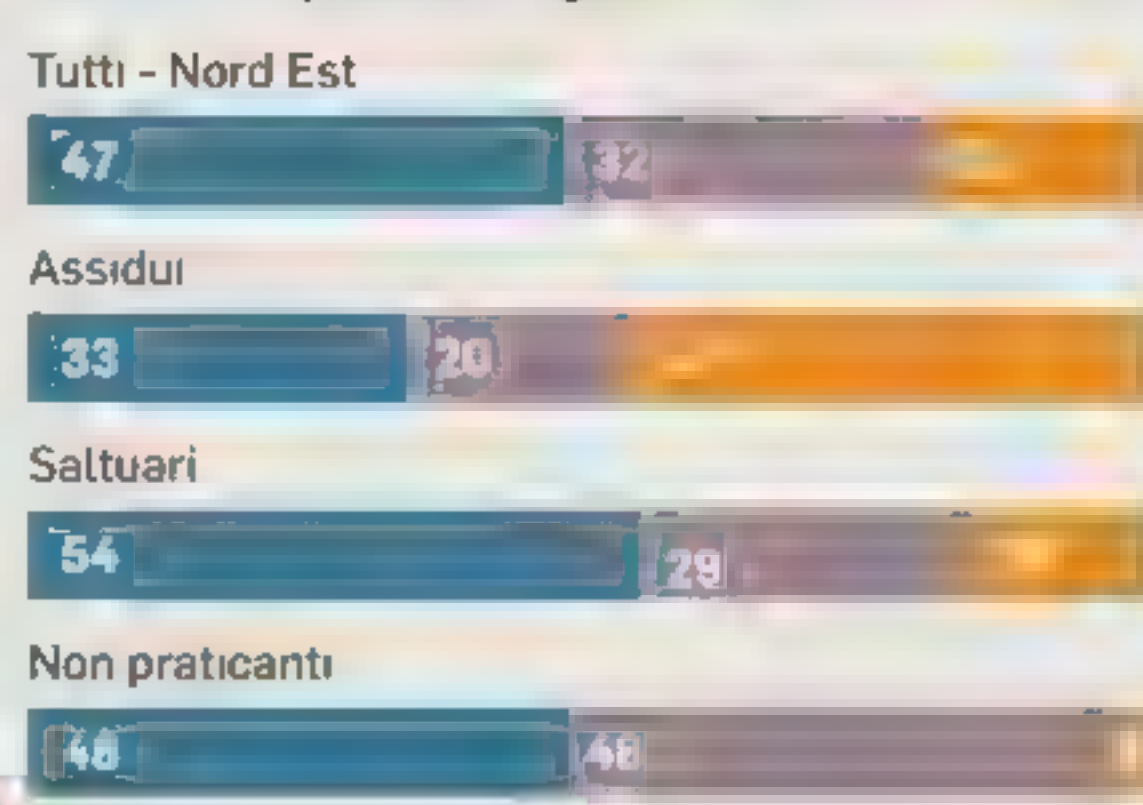 Tutti - Nord Est
47 32
Assidui
33 20
Saltuari
54 29
Non praticanti
48 48